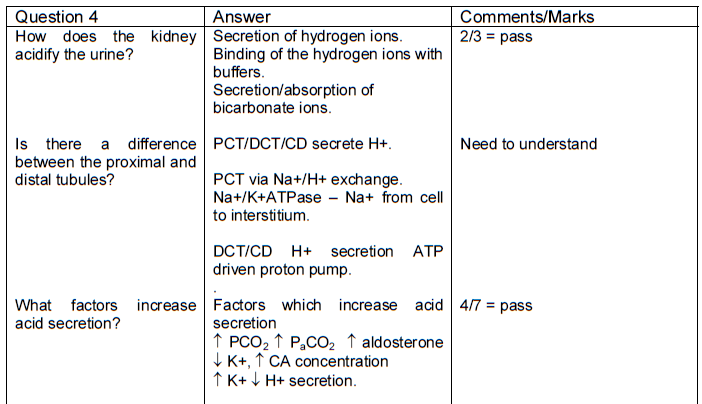 Question 4 Answer Comments/Marks
How does the kidney acidify the urine?
Secretion of hydrogen ions.
Binding of the hydrogen ions with
buffers.
Secretion/absorption of
bicarbonate ions.
2/3 = pass
Is there a difference
between the proximal and
distal tubules?
PCT/DCT/CD secrete H+.
PCT via Na+/H+ exchange.
Na+/K+ATPase – Na+ from cell
to interstitium.
DCT/CD H+ secretion ATP
driven proton pump.
.
Need to understand
What factors increase
acid secretion?
Factors which increase acid
secretion
↑ PCO₂ ↑ PₐCO₂ ↑ aldosterone
↓ K+, ↑ CA concentration
↑ K+ ↓ H+ secretion.
4/7 = pass